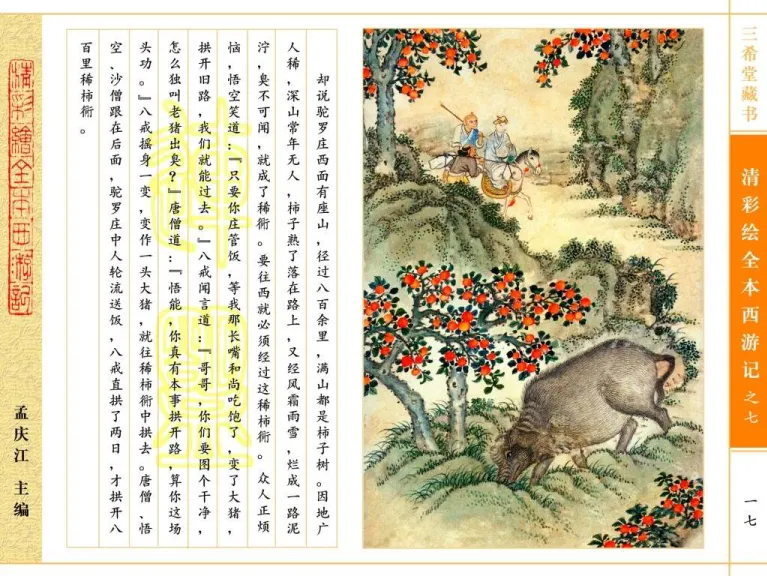 三希堂藏书
清彩绘全本西游记之七
一七
却说驼罗庄西面有座山，径过八百余里，满山都是柿子树。因地广
人稀，深山常年无人，柿子熟了落在路上，又经风霜雨雪，烂成一路泥
泞，臭不可闻，就成了稀衕。要往西就必须经过这稀柿衕。众人正烦
恼，悟空笑道：『只要你庄管饭，等我那长嘴和尚吃饱了，变了大猪，
拱开旧路，我们就能过去。』八戒闻言道：『哥哥，你们要图个干净，
怎么独叫老猪出臭？』唐僧道：『悟能，你真有本事拱开路，算你这场
头功。』八戒摇身一变，变作一头大猪，就往稀柿衕中拱去。唐僧、悟
空、沙僧跟在后面，驼罗庄中人轮流送饭，八戒直拱了两日，才拱开八
百里稀柿衕。
清彩绘全本西游记
孟庆江 主编